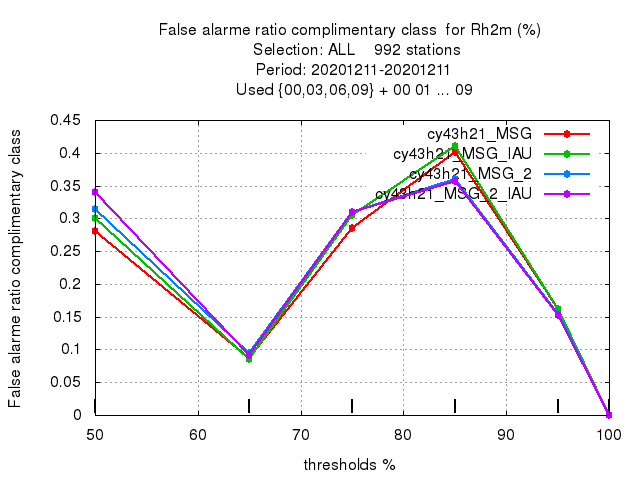 False alarme ratio complimentary class  for Rh2m (%)
Selection: ALL    992 stations
Period: 20201211-20201211
Used {00,03,06,09} + 00 01 ... 09
False alarme ratio complimentary class
0.45
0.4
0.35
0.3
0.25
0.2
0.15
0.1
0.05
0
cy43h21_MSG
cy43h21_MSG_IAU
cy43h21_MSG_2
cy43h21_MSG_2_IAU
50 60 70 80 90 100
thresholds %